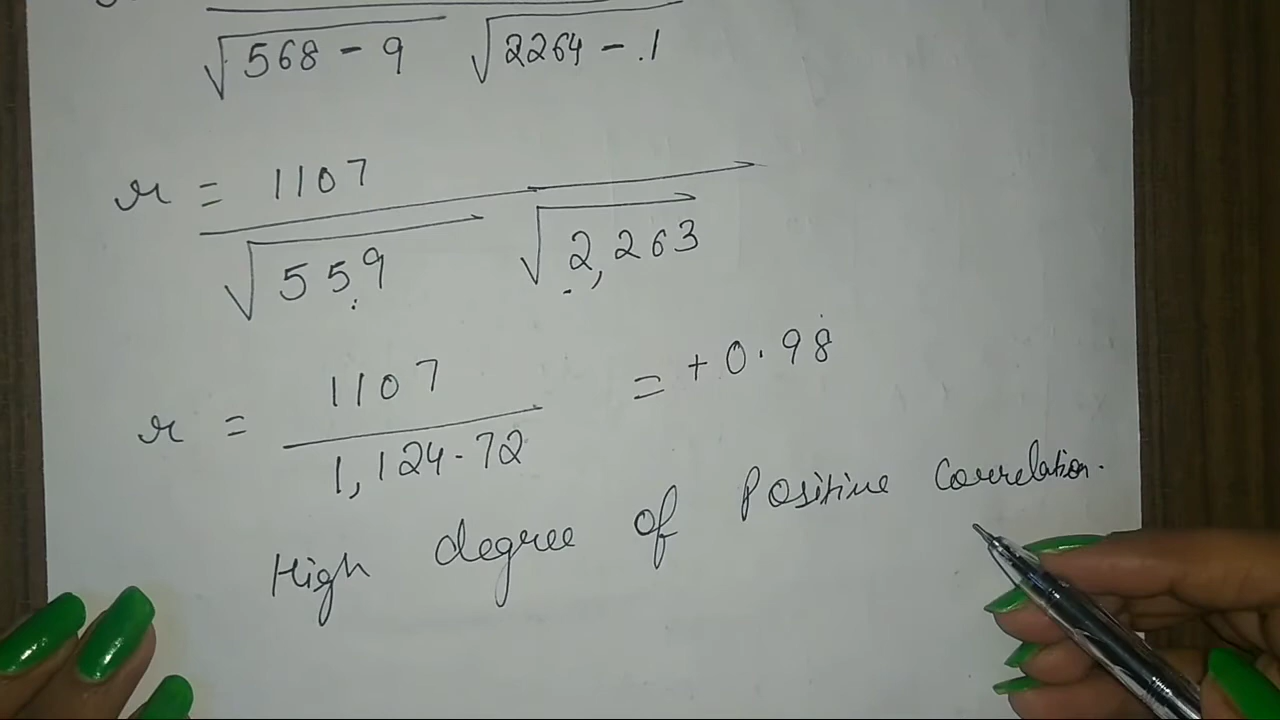 √568 - 9 √2264 - .1
r = 1107
√559 √2,263
r = 1107 = +0.98
1,124.72
High degree of Positive Correlation.